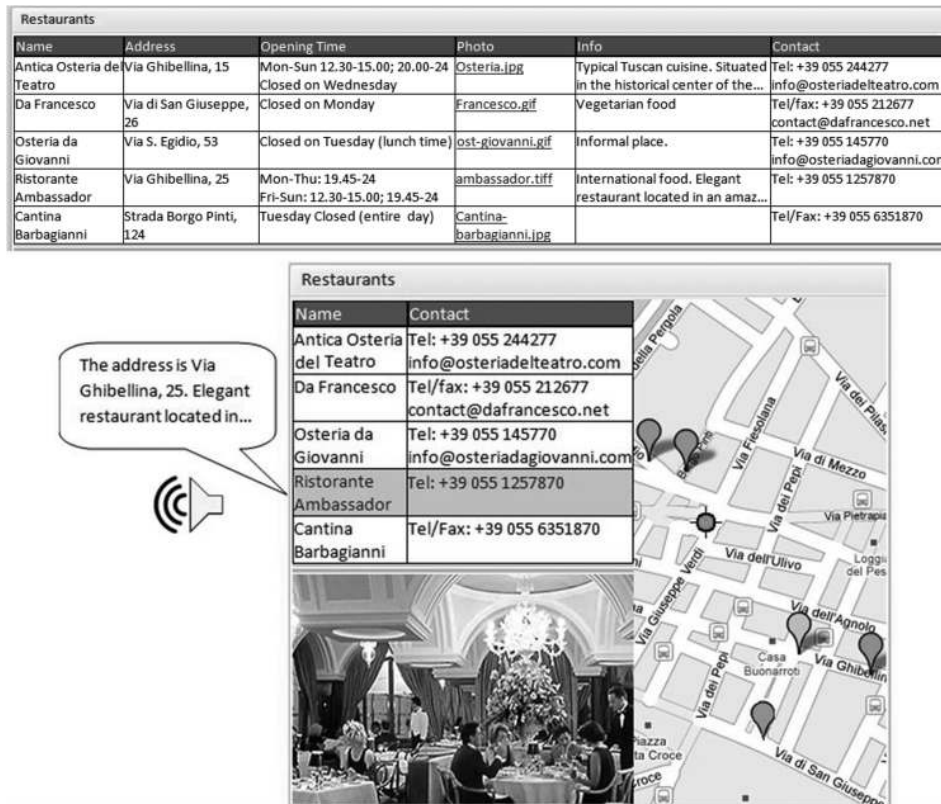 Restaurants
Name Address Opening Time Photo Info Contact
Antica Osteria del Via Ghibellina, 15 Mon-Sun 12.30-15.00; 20.00-24 Osteria.jpg Typical Tuscan cuisine. Situated Tel: +39 055 244277
Teatro Closed on Wednesday in the historical center of the... info@osteriadelteatro.com
Da Francesco Via di San Giuseppe, Closed on Monday Francesco.gif Vegetarian food Tel/fax: +39 055 212677
26 contact@dafrancesco.net
Osteria da Via S. Egidio, 53 Closed on Tuesday (lunch time) ost-giovanni.gif Informal place. Tel: +39 055 145770
Giovanni info@osteriadagiovanni.com
Ristorante Via Ghibellina, 25 Mon-Thu: 19.45-24 ambassador.tiff International food. Elegant Tel: +39 055 1257870
Ambassador Fri-Sun: 12.30-15.00; 19.45-24 restaurant located in an amaz...
Cantina Strada Borgo Pinti, Tuesday Closed (entire day) Cantina- Tel/Fax: +39 055 6351870
Barbagianni 124 barbagianni.jpg
The address is Via
Ghibellina, 25. Elegant
restaurant located in...
Restaurants
Name Contact
Antica Osteria Tel: +39 055 244277
del Teatro info@osteriadelteatro.com
Da Francesco Tel/fax: +39 055 212677
contact@dafrancesco.net
Osteria da Tel: +39 055 145770
Giovanni info@osteriadagiovanni.com
Ristorante Tel: +39 055 1257870
Ambassador
Cantina Tel/Fax: +39 055 6351870
Barbagianni
della Pergola
Via dei Pilas
Via Fiesolana
Via di Mezzo
Via dei Pepi
Via Pietrapia
Via dell'Ulivo
Loggi
del Pes
Via Giuseppe Verdi
Via dell'Agnolo
Casa
Buonarroti
Via Ghibellin
Via dei Pepi
Piazza
ta Croce
Via di San Giuseppe
croce